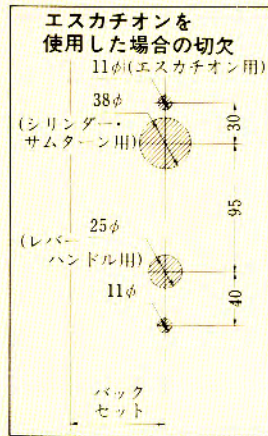 エスカチオンを
使用した場合の切欠
11φ(エスカチオン用)
38φ
(シリンダー・
サムターン用)
30
95
25φ
(レバー
ハンドル用)
11φ
40
バック
セット